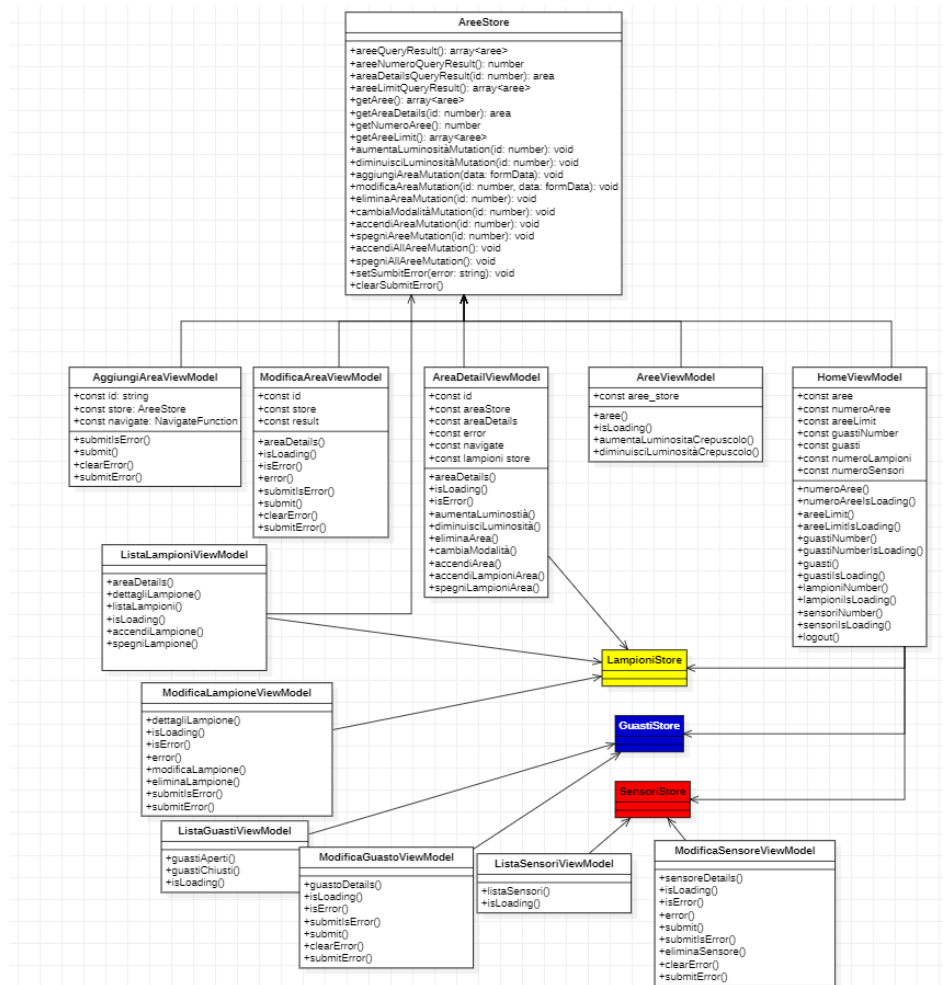 AreeStore
+areeQueryResult(): array<aree>
+areeNumeroQueryResult(): number
+areaDetailsQueryResult(id: number): area
+areeLimitQueryResult(): array<aree>
+getAree(): array<aree>
+getAreaDetails(id: number): area
+getNumeroAree(): number
+getAreeLimit(): array<aree>
+aumentaLuminositàMutation(id: number): void
+diminuisciLuminositàMutation(id: number): void
+aggiungiAreaMutation(data: formData): void
+modificaAreaMutation(id: number, data: formData): void
+eliminaAreaMutation(id: number): void
+cambiaModalitàMutation(id: number): void
+accendiAreaMutation(id: number): void
+spegniAreeMutation(id: number): void
+accendiAllAreeMutation(): void
+spegniAllAreeMutation(): void
+setSumbitError(error: string): void
+clearSubmitError()
AggiungiAreaViewModel
+const id: string
+const store: AreeStore
+const navigate: NavigateFunction
+submitIsError()
+submit()
+clearError()
+submitError()
ModificaAreaViewModel
+const id
+const store
+const result
+areaDetails()
+isLoading()
+isError()
+error()
+submitIsError()
+submit()
+clearError()
+submitError()
AreaDetailViewModel
+const id
+const areaStore
+const areaDetails
+const error
+const navigate
+const lampioni store
+areaDetails()
+isLoading()
+isError()
+aumentaLuminostià()
+diminuisciLuminosità()
+eliminaArea()
+cambiaModalità()
+accendiArea()
+accendiLampioniArea()
+spegniLampioniArea()
AreeViewModel
+const aree_store
+aree()
+isLoading()
+aumentaLuminositaCrepuscolo()
+diminuisciLuminositàCrepuscolo()
HomeViewModel
+const aree
+const numeroAree
+const areeLimit
+const guastiNumber
+const guasti
+const numeroLampioni
+const numeroSensori
+numeroAree()
+numeroAreeIsLoading()
+areeLimit()
+areeLimitIsLoading()
+guastiNumber()
+guastiNumberIsLoading()
+guasti()
+guastiIsLoading()
+lampioniNumber()
+lampioniIsLoading()
+sensoriNumber()
+sensoriIsLoading()
+logout()
ListaLampioniViewModel
+areaDetails()
+dettagliLampione()
+listaLampioni()
+isLoading()
+accendiLampione()
+spegniLampione()
LampioniStore
ModificaLampioneViewModel
+dettagliLampione()
+isLoading()
+isError()
+error()
+modificaLampione()
+eliminaLampione()
+submitIsError()
+submitError()
GuastiStore
SensoriStore
ListaGuastiViewModel
+guastiAperti()
+guastiChiusti()
+isLoading()
ModificaGuastoViewModel
+guastoDetails()
+isLoading()
+isError()
+submitIsError()
+submit()
+clearError()
+submitError()
ListaSensoriViewModel
+listaSensori()
+isLoading()
ModificaSensoreViewModel
+sensoreDetails()
+isLoading()
+isError()
+error()
+submit()
+submitIsError()
+eliminaSensore()
+clearError()
+submitError()